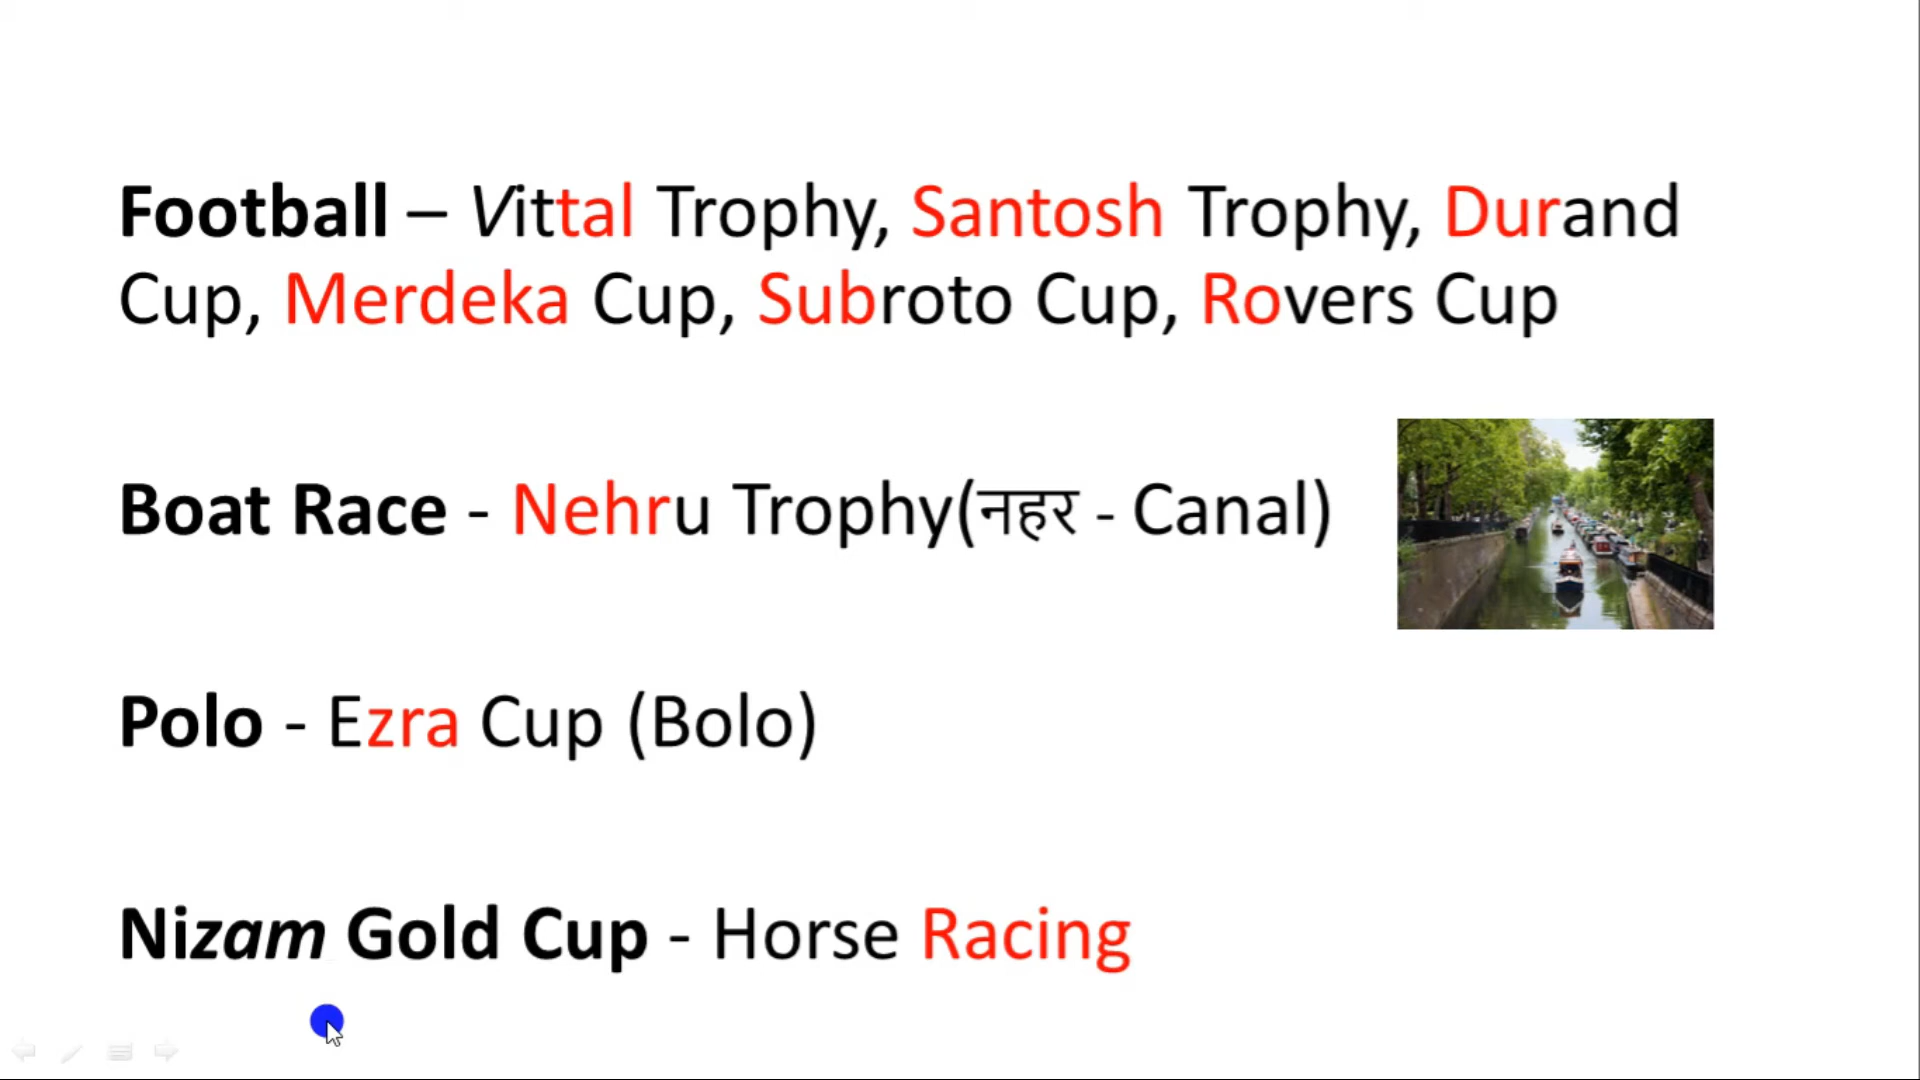 Football – Vittal Trophy, Santosh Trophy, Durand
Cup, Merdeka Cup, Subroto Cup, Rovers Cup
Boat Race - Nehru Trophy(नहर - Canal)
Polo - Ezra Cup (Bolo)
Nizam Gold Cup - Horse Racing